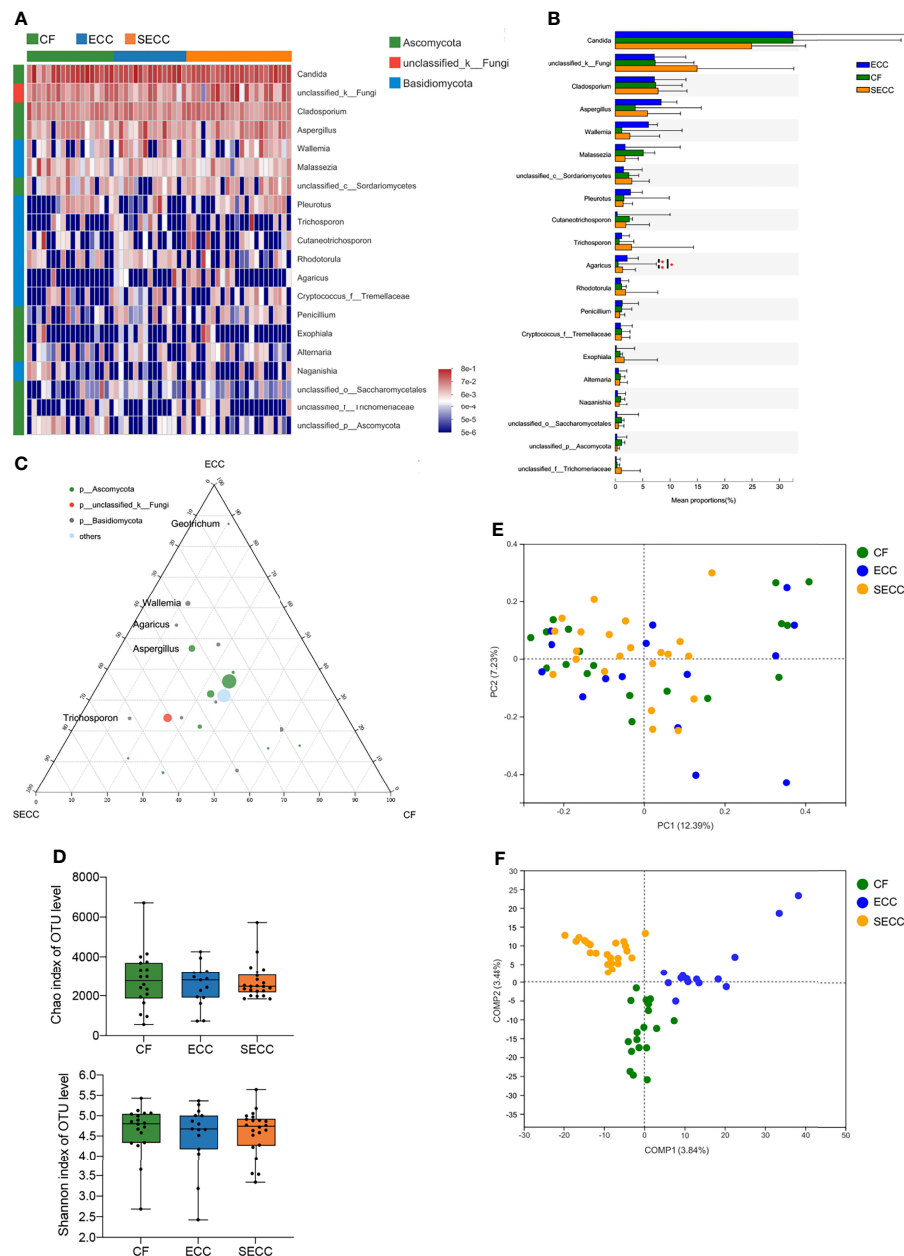 A
CF ECC SECC
Ascomycota
unclassified_k__Fungi
Basidiomycota
Candida
unclassified_k__Fungi
Cladosporium
Aspergillus
Wallemia
Malassezia
unclassified_c__Sordariomycetes
Pleurotus
Trichosporon
Cutaneotrichosporon
Rhodotorula
Agaricus
Cryptococcus_f__Tremellaceae
Penicillium
Exophiala
Alternaria
Naganishia
unclassified_o__Saccharomycetales
unclassified_f__Trichomeriaceae
unclassified_p__Ascomycota
8e-1
7e-2
6e-3
6e-4
5e-5
5e-6
B
Candida
unclassified_k__Fungi
Cladosporium
Aspergillus
Wallemia
Malassezia
unclassified_c__Sordariomycetes
Pleurotus
Cutaneotrichosporon
Trichosporon
Agaricus
Rhodotorula
Penicillium
Cryptococcus_f__Tremellaceae
Exophiala
Alternaria
Naganishia
unclassified_o__Saccharomycetales
unclassified_p__Ascomycota
unclassified_f__Trichomeriaceae
0 5 10 15 20 25 30
Mean proportions(%)
ECC
CF
SECC
C
ECC
p__Ascomycota
p__unclassified_k__Fungi
p__Basidiomycota
others
Geotrichum
Wallemia
Agaricus
Aspergillus
Trichosporon
0 10 20 30 40 50 60 70 80 90 100
SECC CF
D
Chao index of OTU level
8000
6000
4000
2000
0
CF ECC SECC
Shannon index of OTU level
6.0
5.5
5.0
4.5
4.0
3.5
3.0
2.5
2.0
CF ECC SECC
E
CF
ECC
SECC
PC2 (7.23%)
0.4
0.2
0
-0.2
-0.4
-0.2 0 0.2 0.4
PC1 (12.39%)
F
CF
ECC
SECC
COMP2 (3.48%)
30
25
20
15
10
5
0
-5
-10
-15
-20
-25
-30
-35
-30 -20 -10 0 10 20 30 40 50
COMP1 (3.84%)